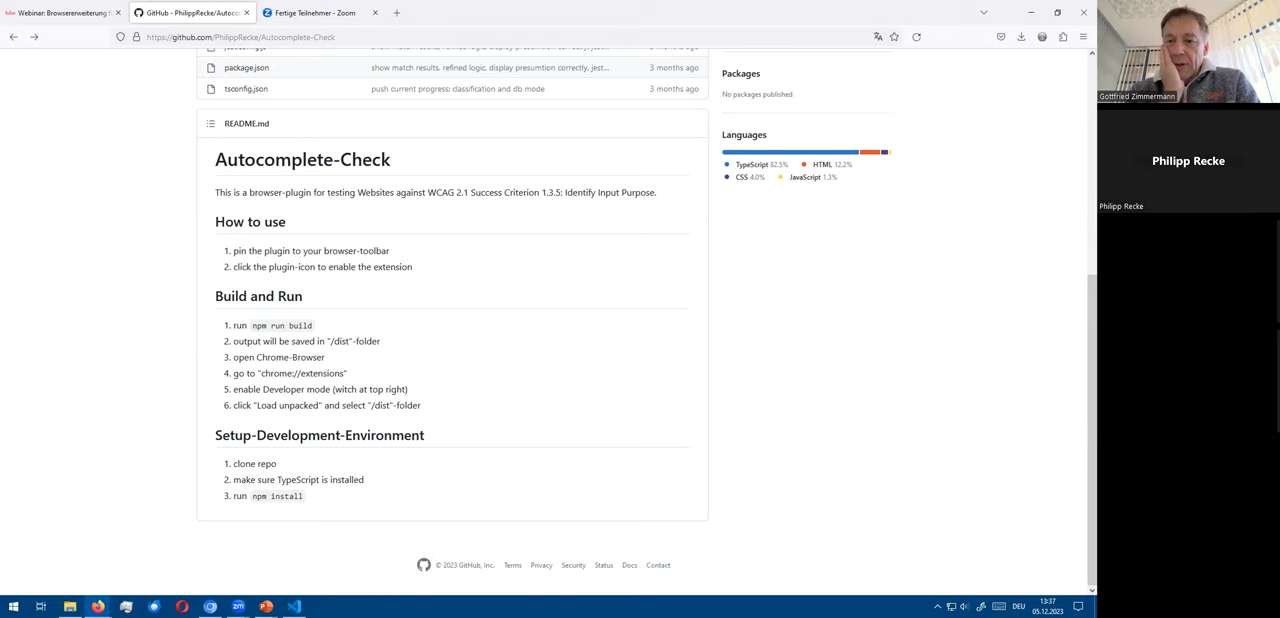 Webinar: Browsererweiterung
GitHub - PhilippRecke/Autoco
Fertige Teilnehmer - Zoom
https://github.com/PhilippRecke/Autocomplete-Check
package.json
show match results, refined logic, display presumtion correctly, jest...
3 months ago
tsconfig.json
push current progress: classification and db mode
3 months ago
README.md
Autocomplete-Check
This is a browser-plugin for testing Websites against WCAG 2.1 Success Criterion 1.3.5: Identify Input Purpose.
How to use
1. pin the plugin to your browser-toolbar
2. click the plugin-icon to enable the extension
Build and Run
1. run npm run build
2. output will be saved in "/dist"-folder
3. open Chrome-Browser
4. go to "chrome://extensions"
5. enable Developer mode (witch at top right)
6. click "Load unpacked" and select "/dist"-folder
Setup-Development-Environment
1. clone repo
2. make sure TypeScript is installed
3. run npm install
Packages
No packages published
Languages
TypeScript 82.5%
HTML 12.2%
CSS 4.0%
JavaScript 1.3%
© 2023 GitHub, Inc.
Terms
Privacy
Security
Status
Docs
Contact
Gottfried Zimmermann
Philipp Recke
Philipp Recke
zm
DEU
13:37
05.12.2023